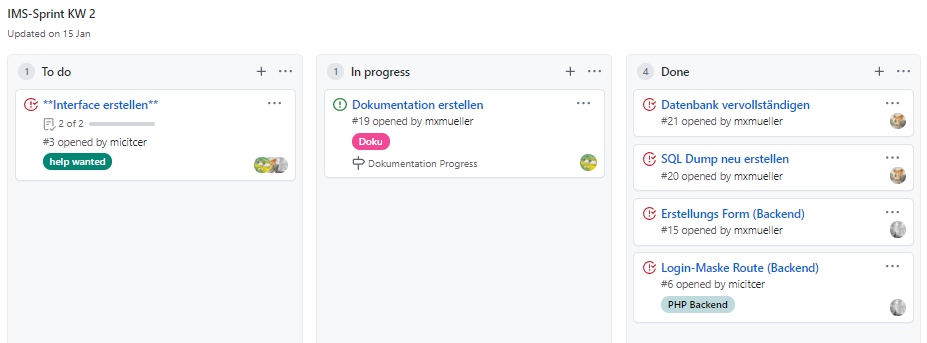 IMS-Sprint KW 2
Updated on 15 Jan
1 To do
**Interface erstellen**
2 of 2
#3 opened by micitcer
help wanted
1 In progress
Dokumentation erstellen
#19 opened by mxmueller
Doku
Dokumentation Progress
4 Done
Datenbank vervollständigen
#21 opened by mxmueller
SQL Dump neu erstellen
#20 opened by mxmueller
Erstellungs Form (Backend)
#15 opened by mxmueller
Login-Maske Route (Backend)
#6 opened by micitcer
PHP Backend